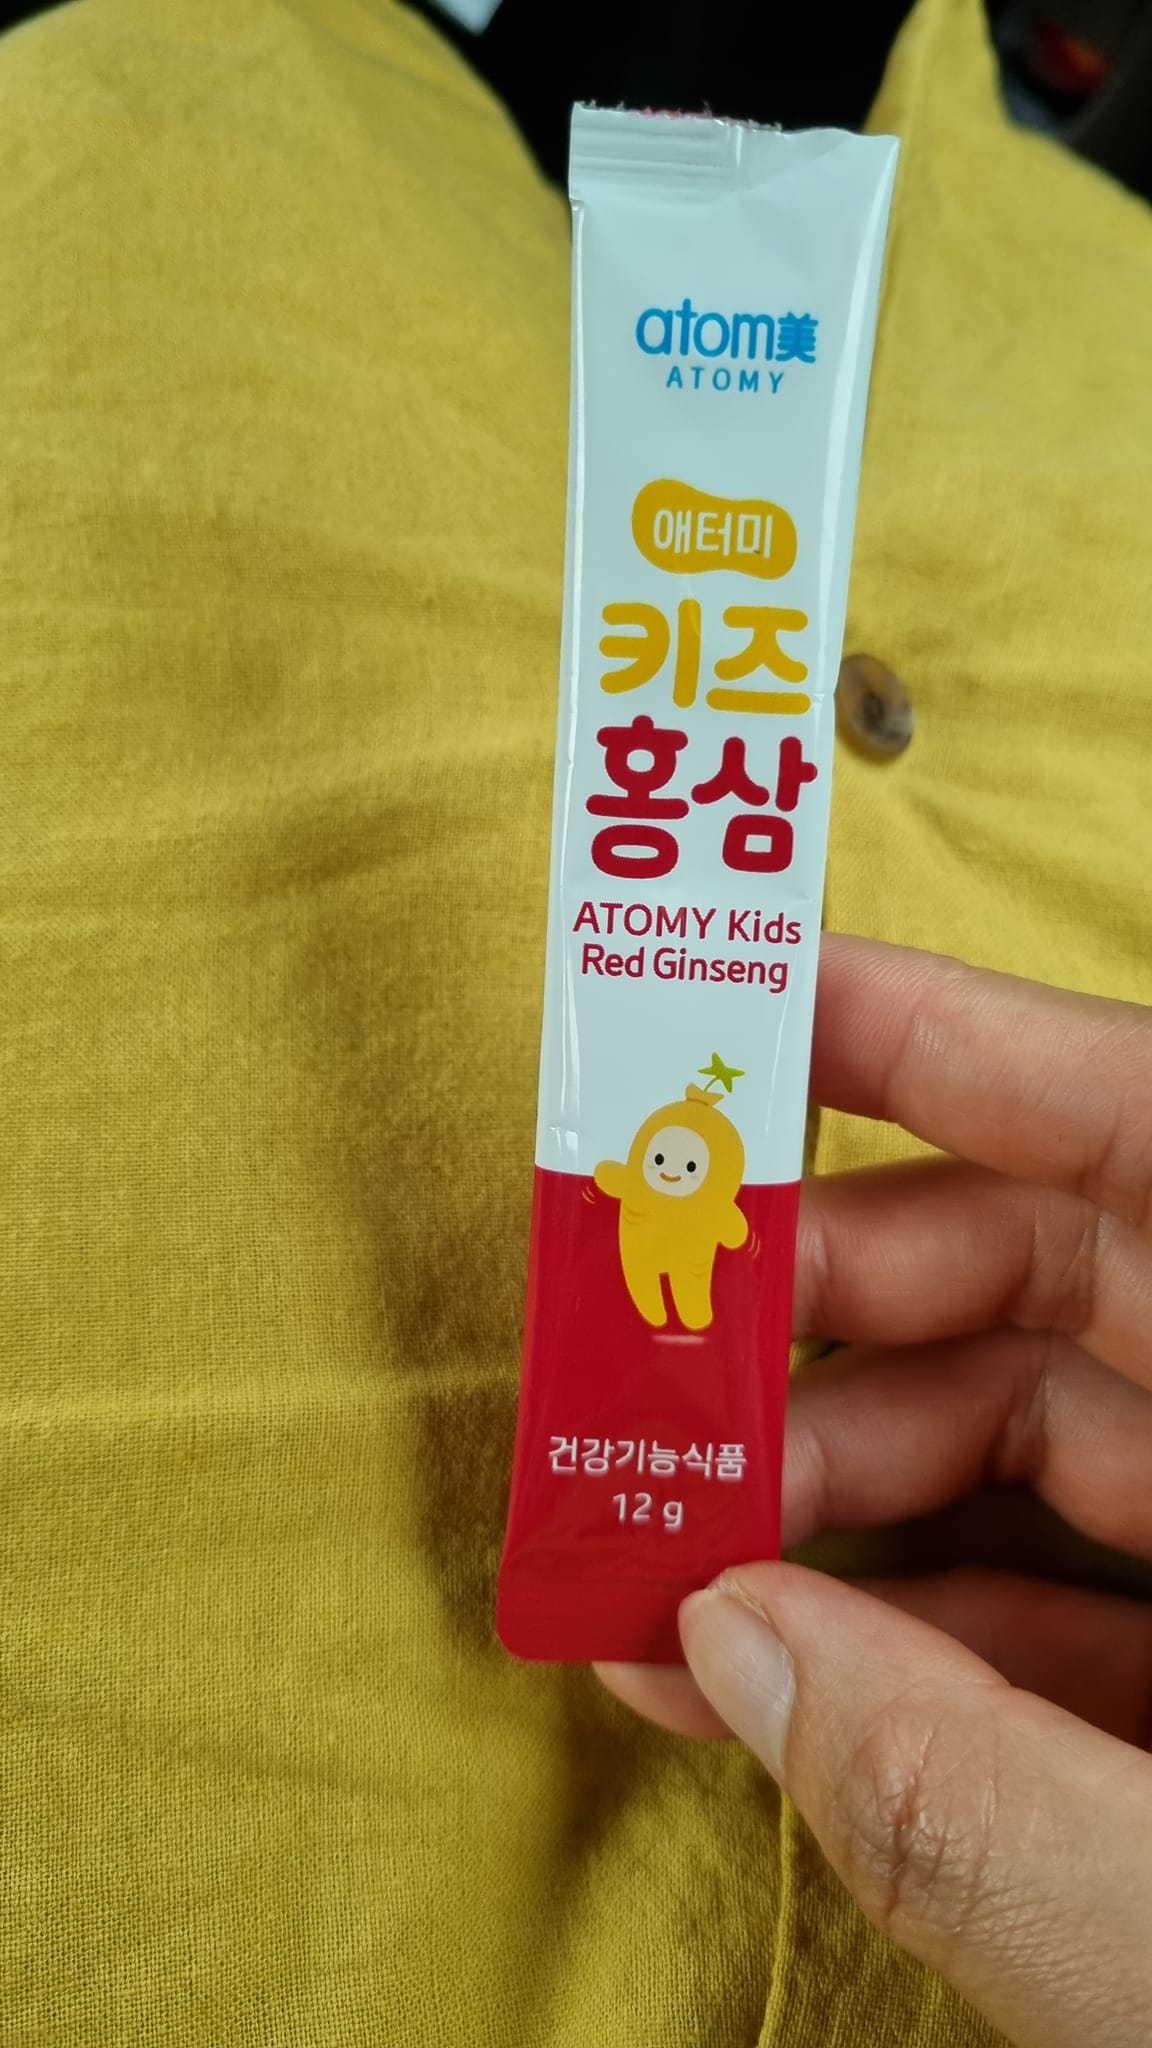 atom美
ATOMY
애터미
키즈
홍삼
ATOMY Kids
Red Ginseng
건강기능식품
12 g